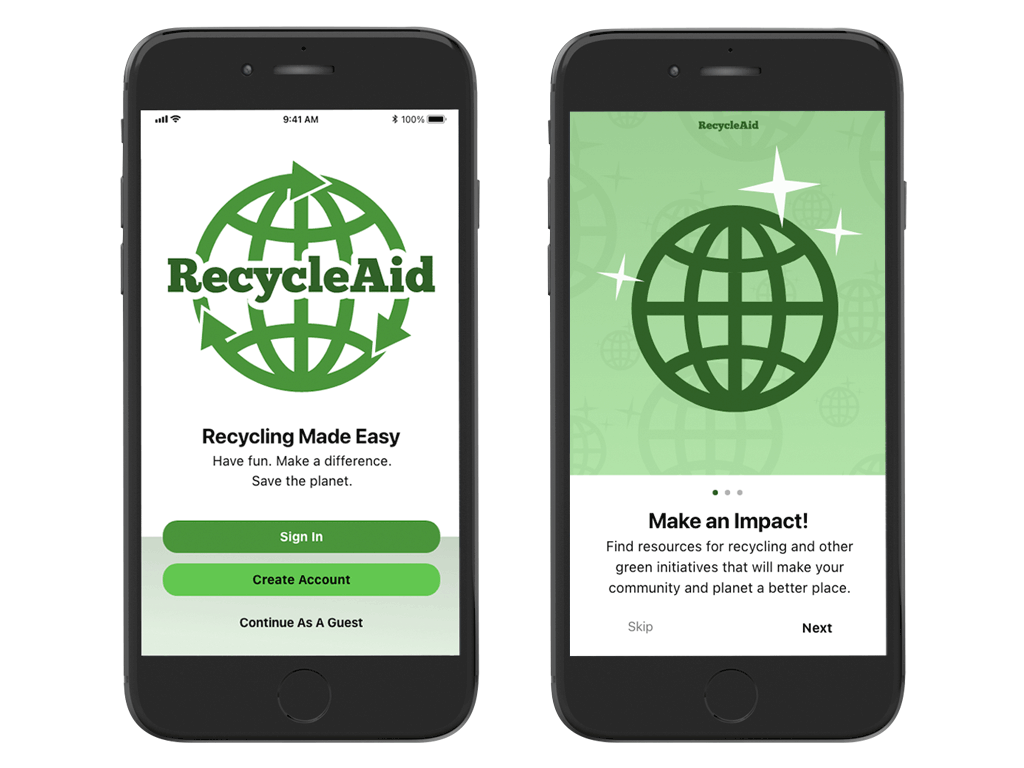 9:41 AM
100%
RecycleAid
Recycling Made Easy
Have fun. Make a difference.
Save the planet.
Sign In
Create Account
Continue As A Guest
RecycleAid
Make an Impact!
Find resources for recycling and other
green initiatives that will make your
community and planet a better place.
Skip
Next